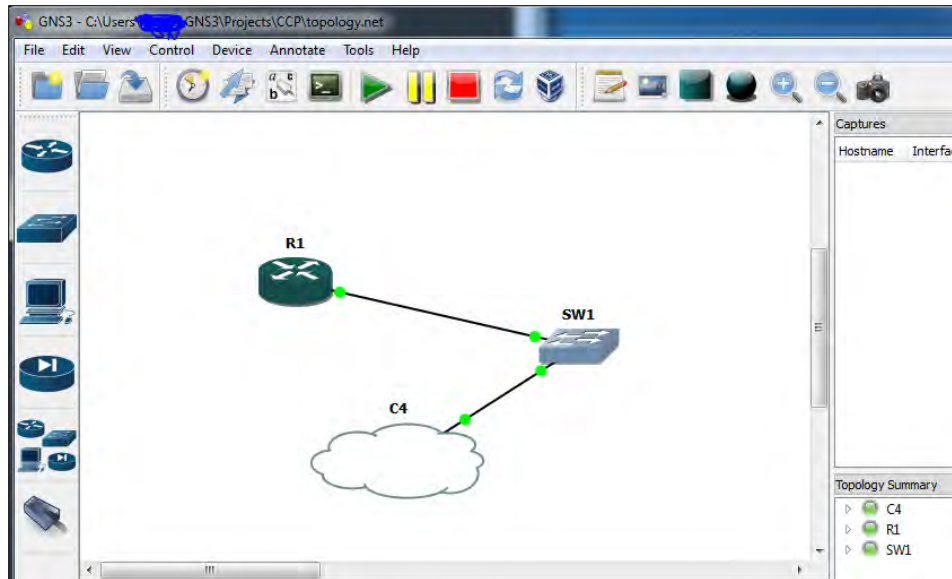 GNS3 - C:\Users\GNS3\Projects\CCP\topology.net
File Edit View Control Device Annotate Tools Help
a c
b
Captures
Hostname Interfa
R1
SW1
C4
Topology Summary
C4
R1
SW1